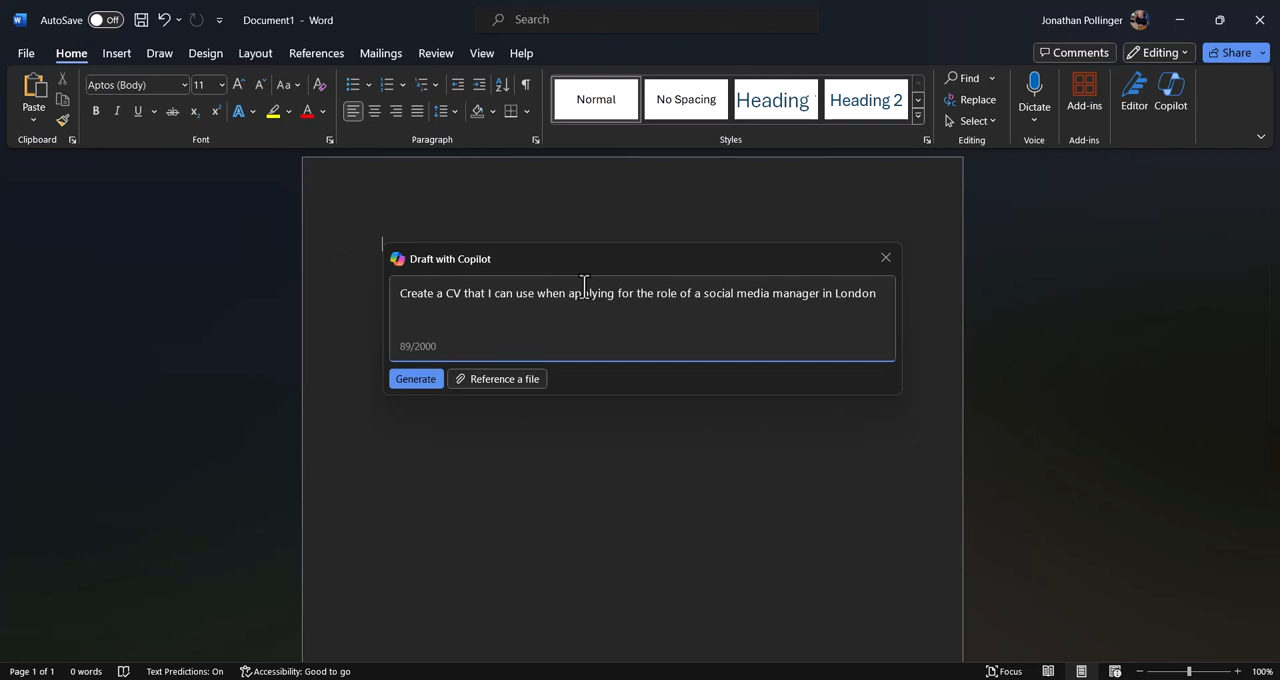 AutoSave Off Document1 - Word Search Jonathan Pollinger
File Home Insert Draw Design Layout References Mailings Review View Help Comments Editing Share
Paste Aptos (Body) 11 A A Aa A Normal No Spacing Heading Heading 2 Find Replace Select Dictate Add-ins Editor Copilot
B I U ab x₂ x² A A
Clipboard Font Paragraph Styles Editing Voice Add-ins
Draft with Copilot
Create a CV that I can use when applying for the role of a social media manager in London
89/2000
Generate Reference a file
Page 1 of 1 0 words Text Predictions: On Accessibility: Good to go Focus 100%